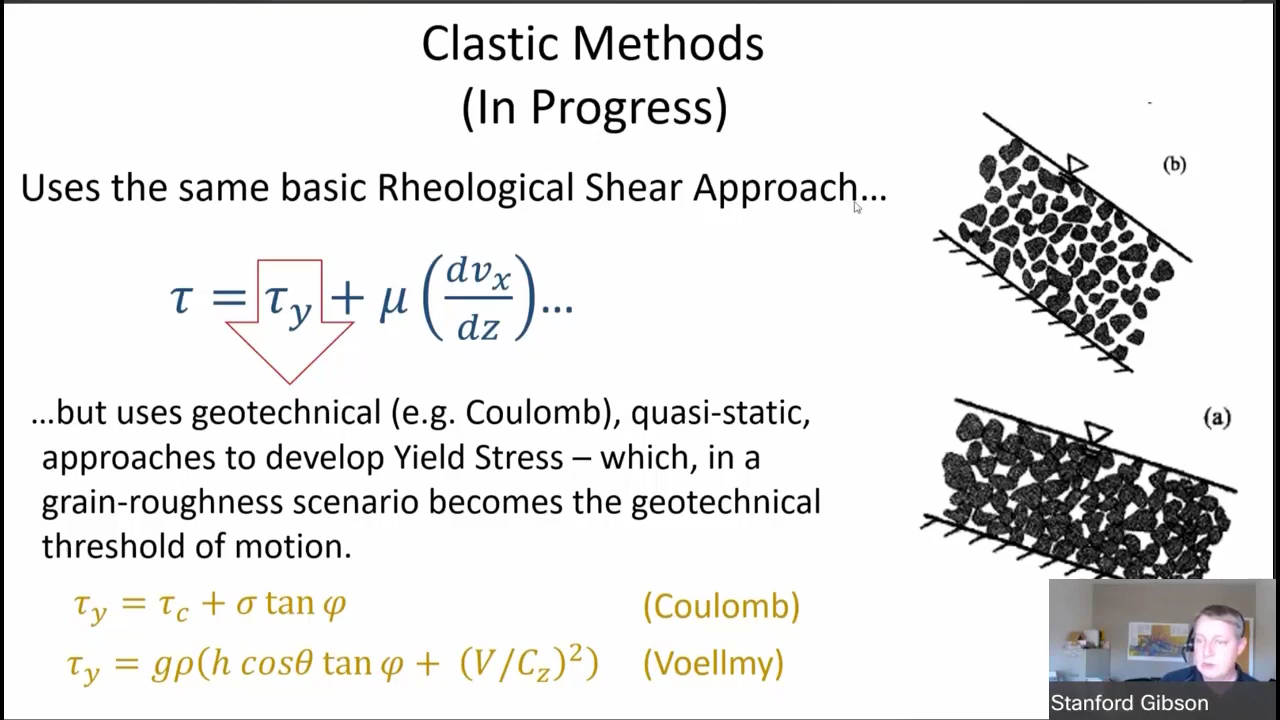 Clastic Methods
(In Progress)
Uses the same basic Rheological Shear Approach...
τ = τ_y + μ (dv_x/dz)...
...but uses geotechnical (e.g. Coulomb), quasi-static,
approaches to develop Yield Stress – which, in a
grain-roughness scenario becomes the geotechnical
threshold of motion.
τ_y = τ_c + σ tan φ (Coulomb)
τ_y = gρ(h cosθ tan φ + (V/C_z)²) (Voellmy)
(b)
(a)
Stanford Gibson